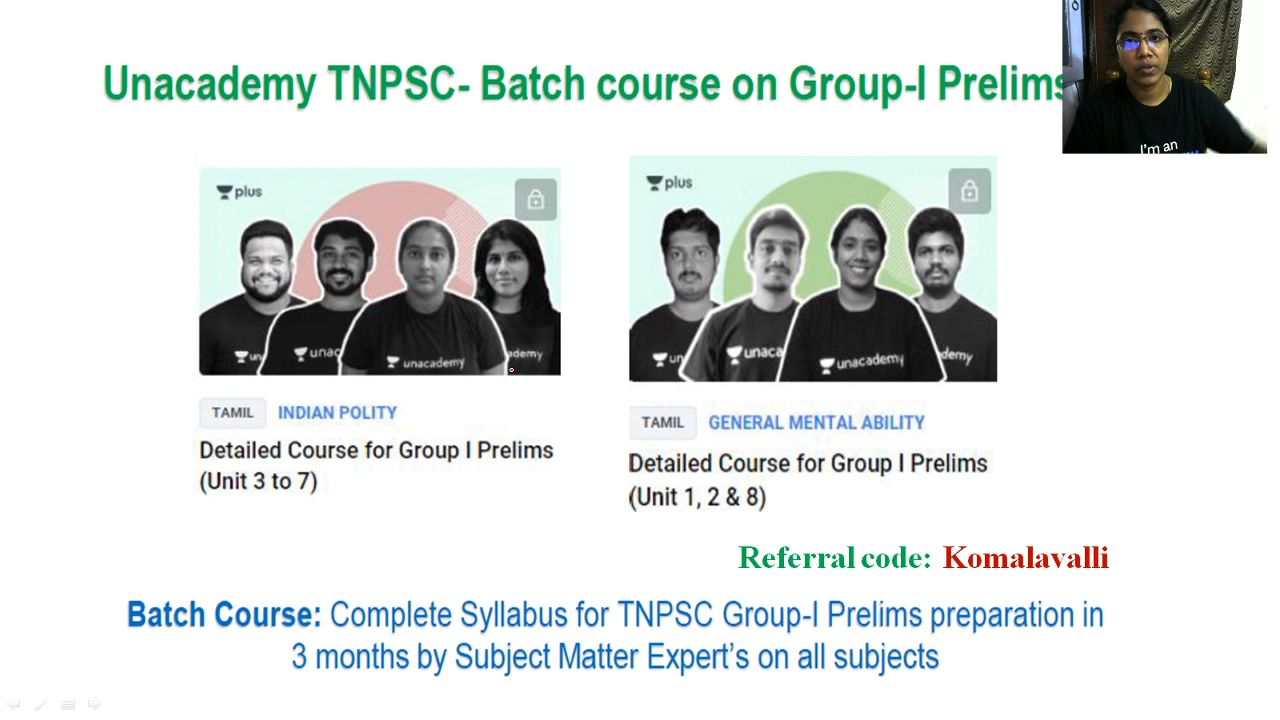 Unacademy TNPSC- Batch course on Group-I Prelims
I'm an
plus
unacademy
TAMIL INDIAN POLITY
Detailed Course for Group I Prelims
(Unit 3 to 7)
plus
unacademy
TAMIL GENERAL MENTAL ABILITY
Detailed Course for Group I Prelims
(Unit 1, 2 & 8)
Referral code: Komalavalli
Batch Course: Complete Syllabus for TNPSC Group-I Prelims preparation in
3 months by Subject Matter Expert's on all subjects